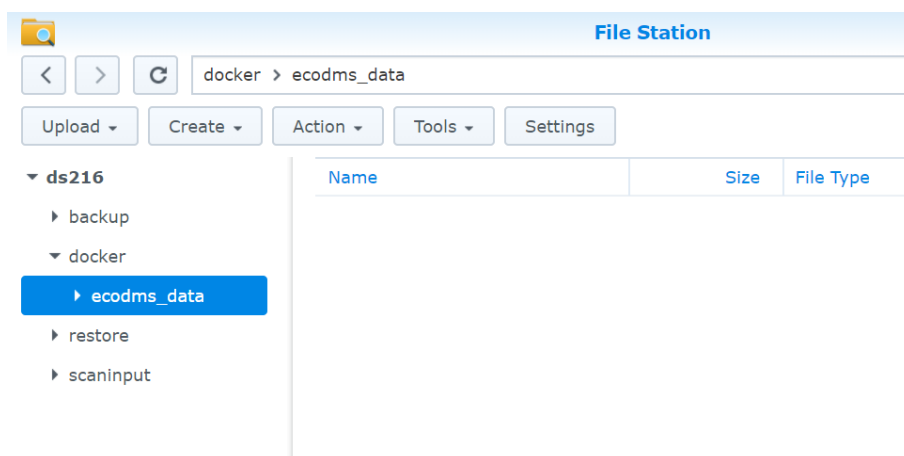 File Station
docker > ecodms_data
Upload Create Action Tools Settings
ds216
Name Size File Type
backup
docker
ecodms_data
restore
scaninput